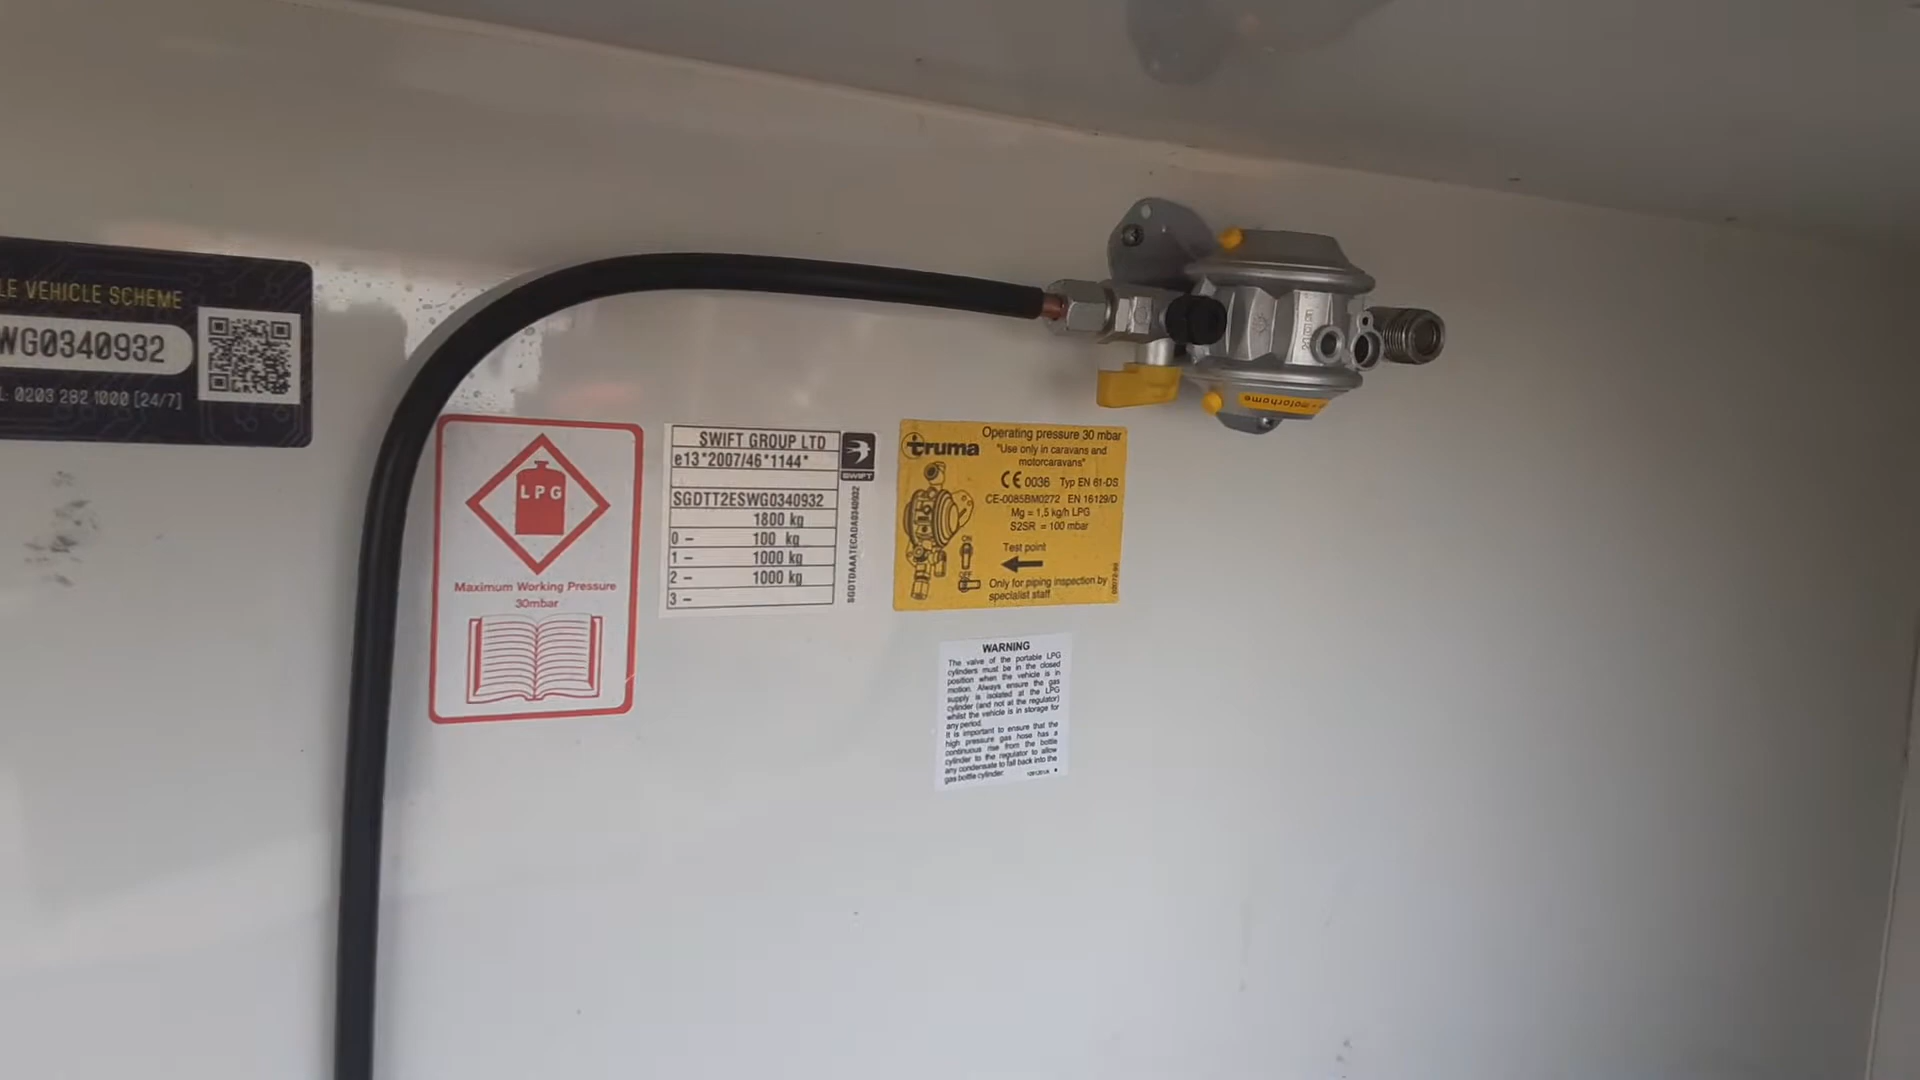 LE VEHICLE SCHEME
WG0340932
L: 0203 282 1000 [24/7]
LPG
Maximum Working Pressure
30mbar
SWIFT GROUP LTD
e13*2007/46*1144*
SGDTT2ESWG0340932
1800 kg
0 - 100 kg
1 - 1000 kg
2 - 1000 kg
3 -
SWIFT
truma
Operating pressure 30 mbar
"Use only in caravans and
motorcaravans"
CE 0036 Typ EN 61-DS
CE-0085BM0272 EN 16129/D
Mg = 1,5 kg/h LPG
S2SR = 100 mbar
ON
OFF
Test point
Only for piping inspection by
specialist staff
motorhome
WARNING
The valve of the portable LPG
cylinders must be in the closed
position when the vehicle is in
motion. Always ensure the gas
supply is isolated at the LPG
cylinder (and not at the regulator)
whilst the vehicle is in storage for
any period.
It is important to ensure that the
high pressure gas hose has a
continuous rise from the bottle
cylinder to the regulator to allow
any condensate to fall back into the
gas bottle cylinder.